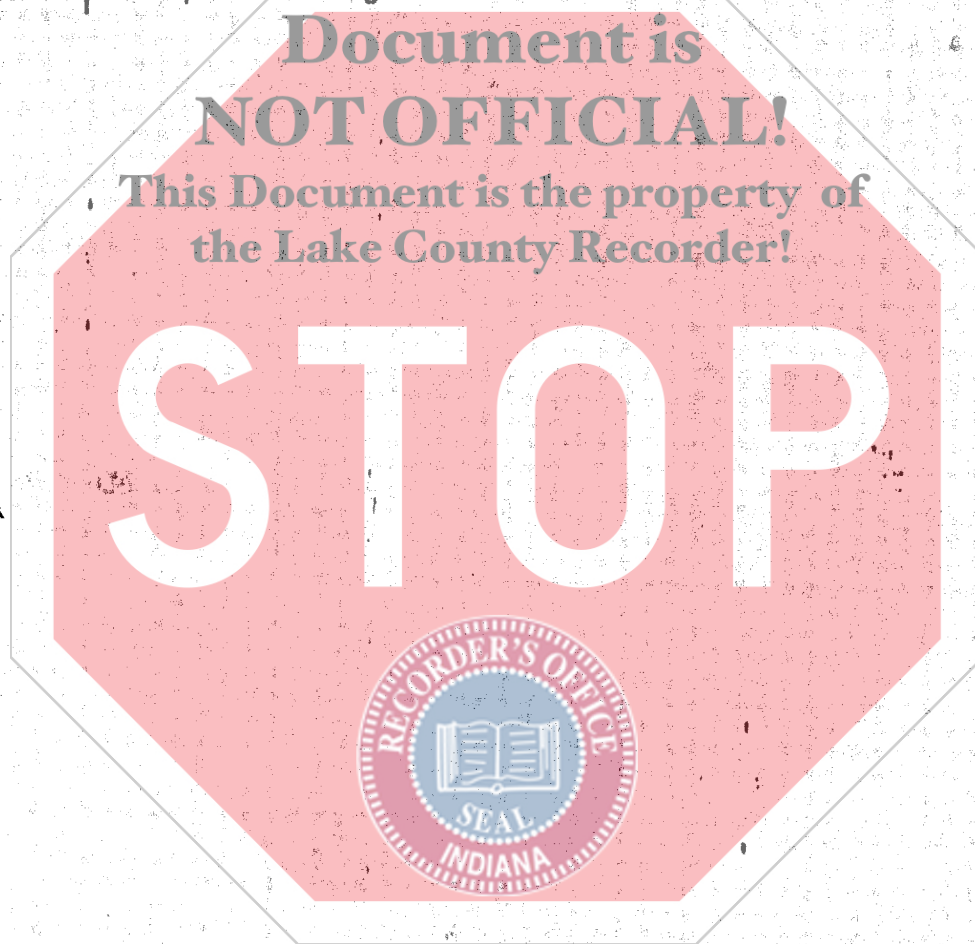 Document is
NOT OFFICIAL!
This Document is the property of
the Lake County Recorder!
STOP
RECORDER'S OFFICE
SEAL
INDIANA